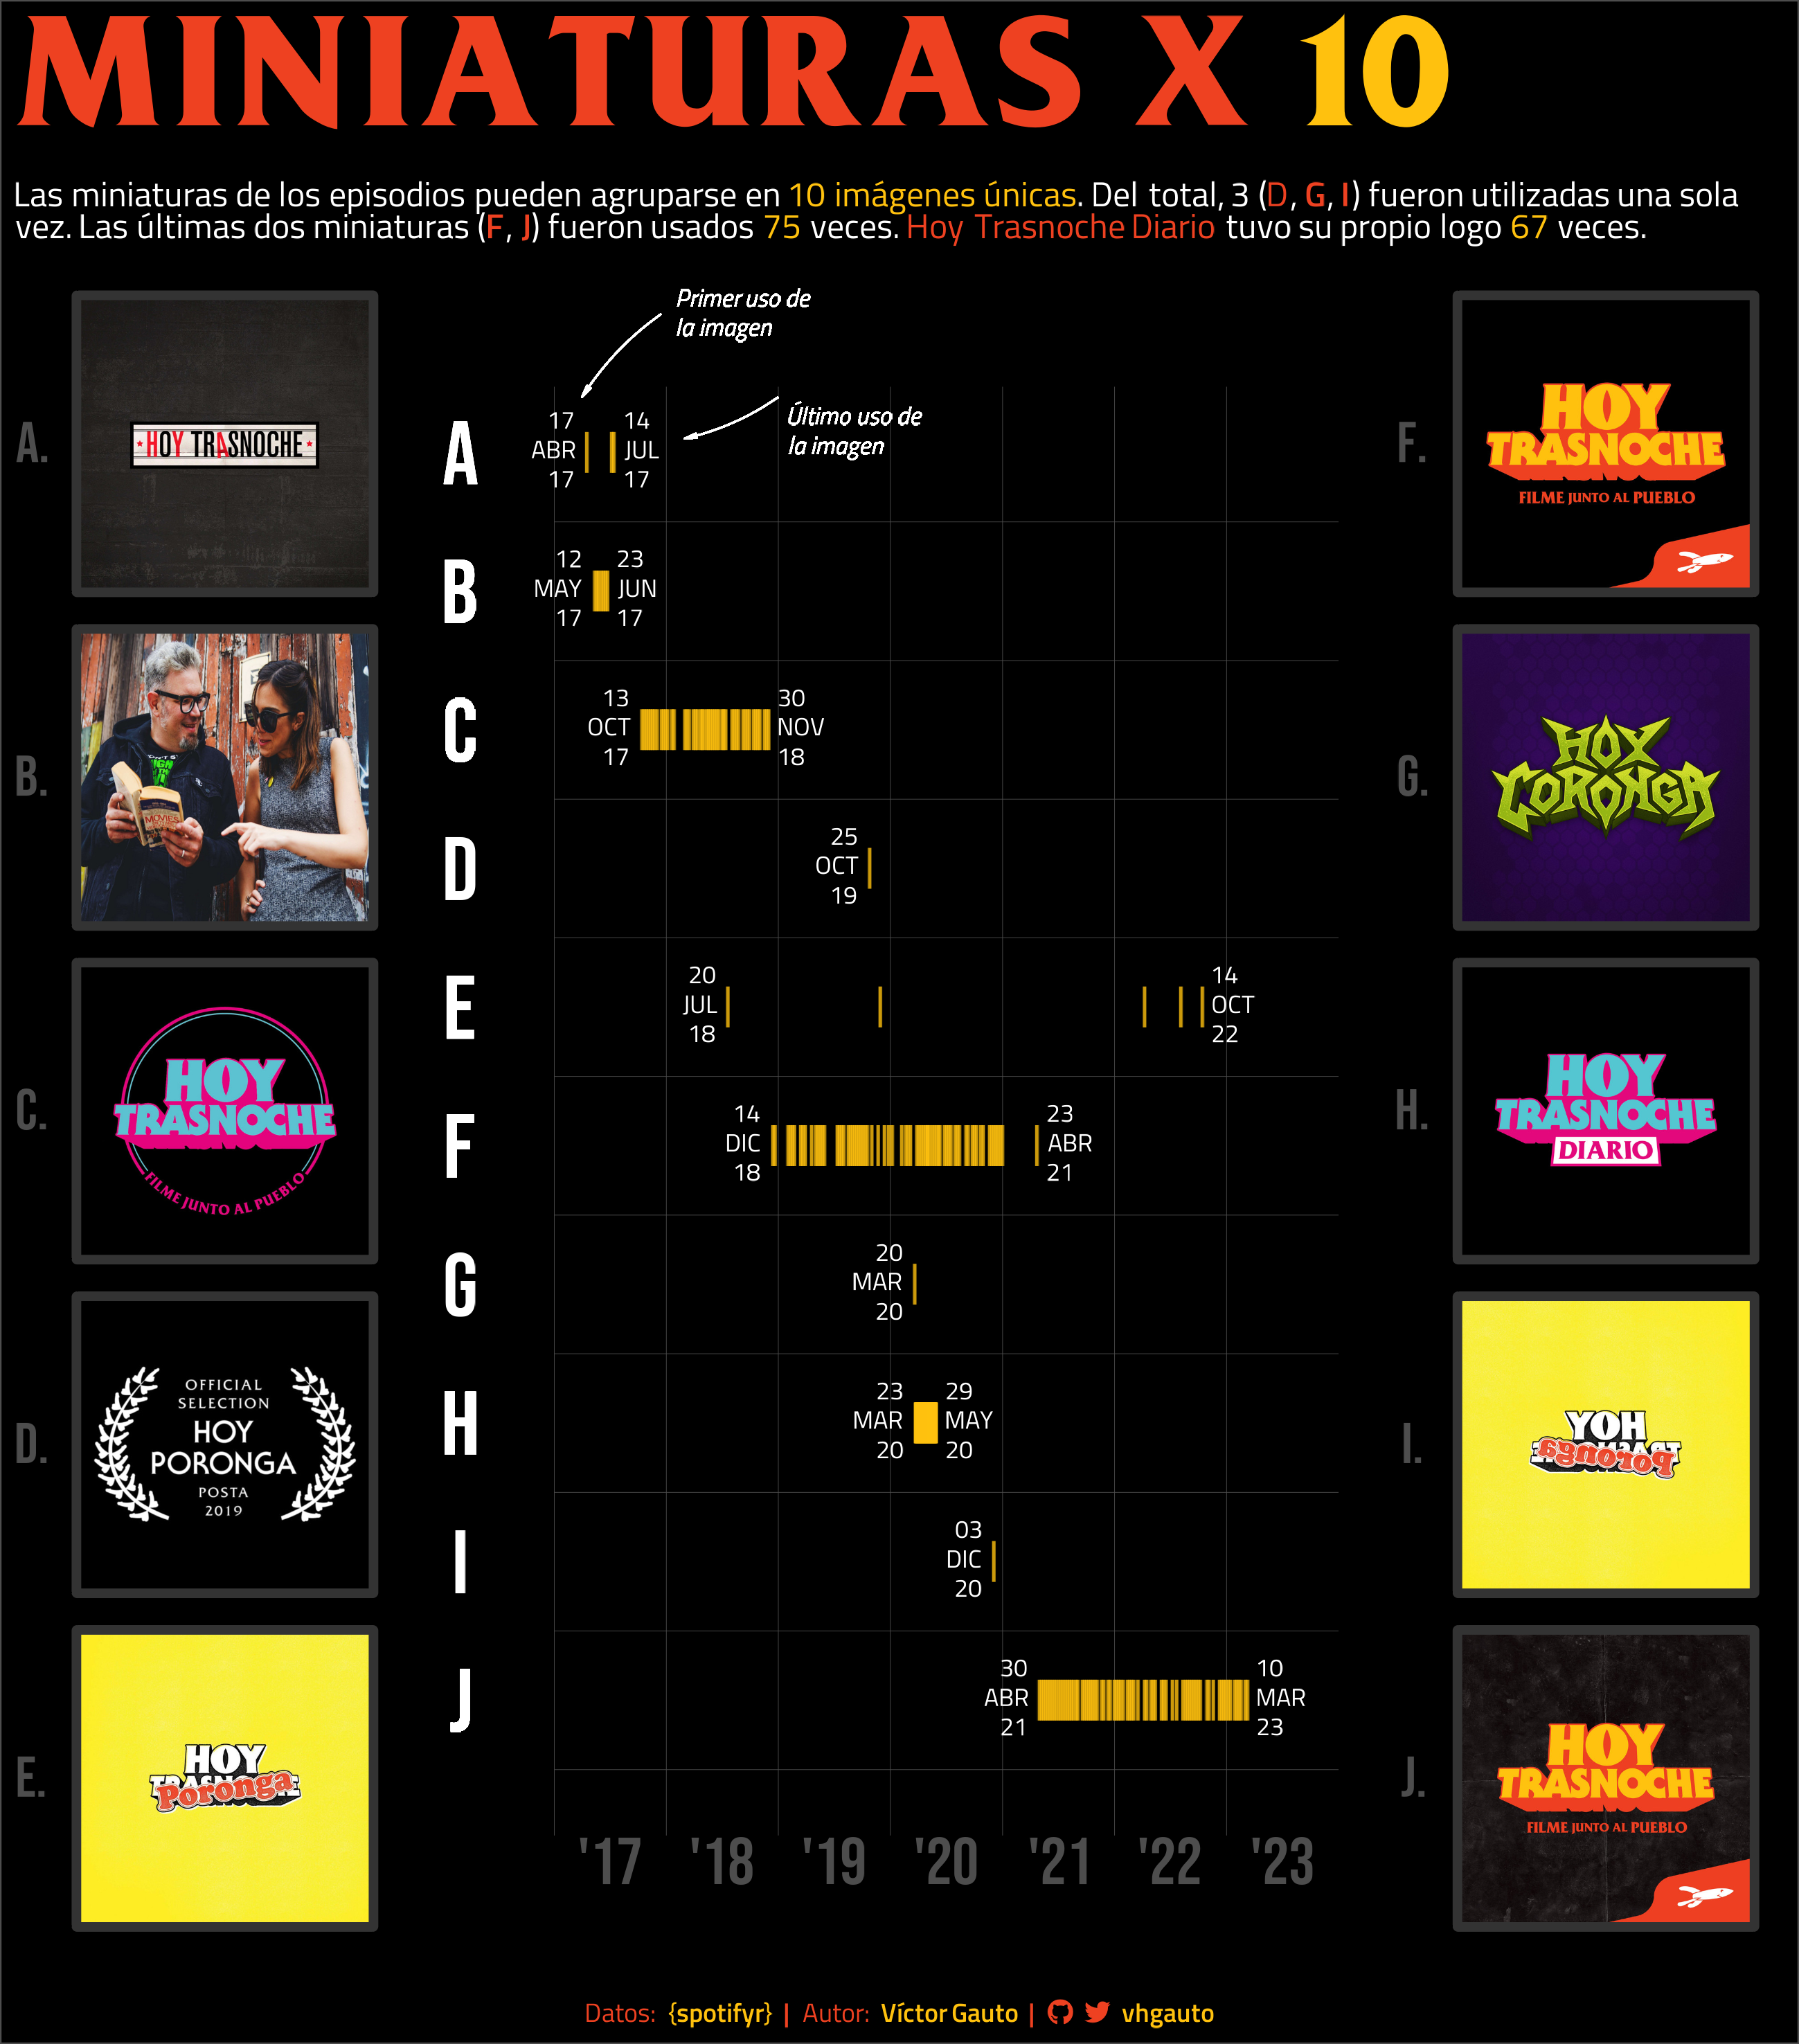 MINIATURAS X 10
Las miniaturas de los episodios pueden agruparse en 10 imágenes únicas. Del total, 3 (D, G, I) fueron utilizadas una sola
vez. Las últimas dos miniaturas (F, J) fueron usados 75 veces. Hoy Trasnoche Diario tuvo su propio logo 67 veces.
Primer uso de
la imagen
Último uso de
la imagen
A.
HOY TRASNOCHE
B.
MOVIES
C.
HOY
TRASNOCHE
FILME JUNTO AL PUEBLO
D.
OFFICIAL
SELECTION
HOY
PORONGA
POSTA
2019
E.
HOY
Poronga
A
17
ABR
17
14
JUL
17
B
12
MAY
17
23
JUN
17
C
13
OCT
17
30
NOV
18
D
25
OCT
19
E
20
JUL
18
14
OCT
22
F
14
DIC
18
23
ABR
21
G
20
MAR
20
H
23
MAR
20
29
MAY
20
I
03
DIC
20
J
30
ABR
21
10
MAR
23
'17 '18 '19 '20 '21 '22 '23
F.
HOY
TRASNOCHE
FILME JUNTO AL PUEBLO
G.
HOY
CORONGA
H.
HOY
TRASNOCHE
DIARIO
I.
HOY
poronga
J.
HOY
TRASNOCHE
FILME JUNTO AL PUEBLO
Datos: {spotifyr} | Autor: Víctor Gauto | vhgauto